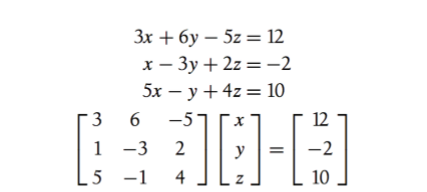 3x + 6y − 5z = 12
x − 3y + 2z = −2
5x − y + 4z = 10
[ 3 6 −5 ] [ x ] [ 12 ]
[ 1 −3 2 ] [ y ] = [ −2 ]
[ 5 −1 4 ] [ z ] [ 10 ]